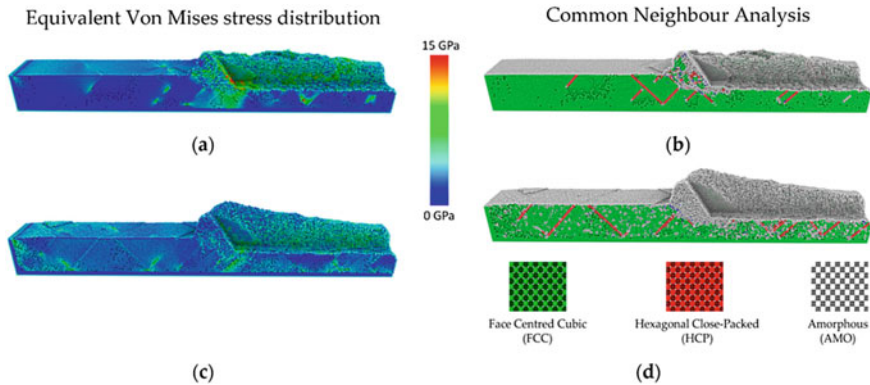 Equivalent Von Mises stress distribution
Common Neighbour Analysis
15 GPa
0 GPa
(a)
(b)
Face Centred Cubic
(FCC)
Hexagonal Close-Packed
(HCP)
Amorphous
(AMO)
(c)
(d)